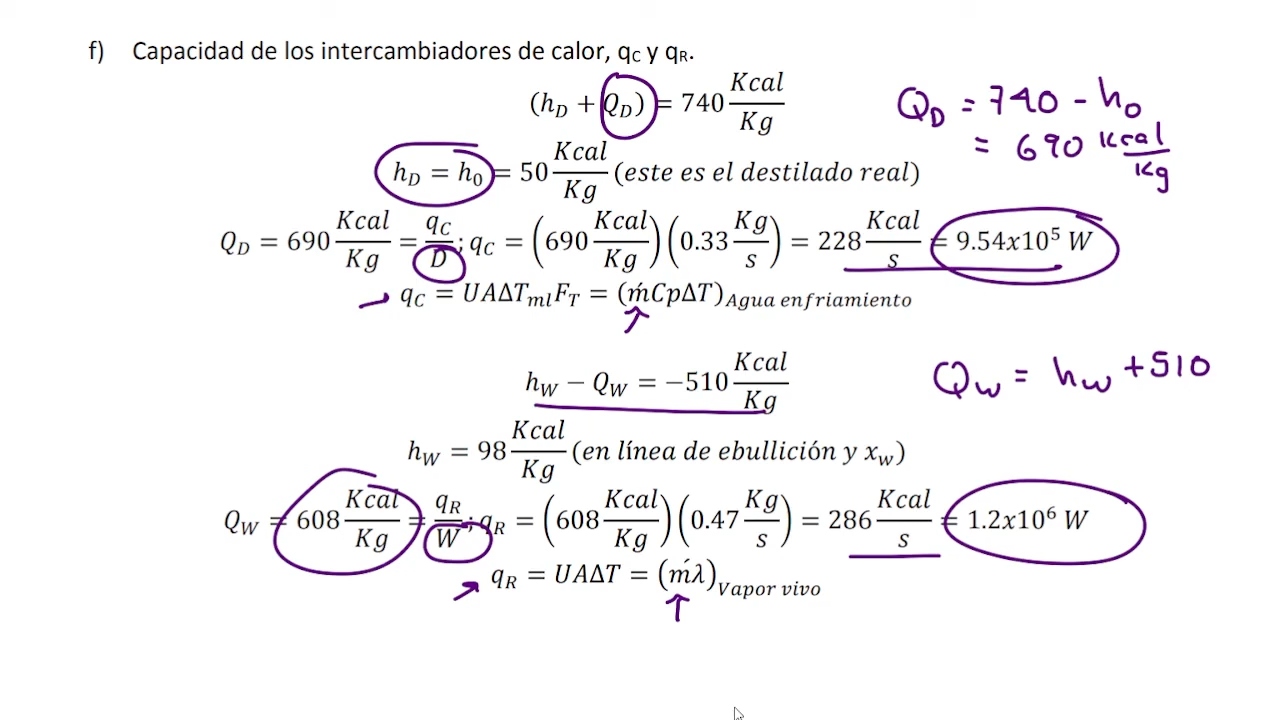 f) Capacidad de los intercambiadores de calor, qC y qR.
(h_D + Q_D) = 740 Kcal/Kg
Q_D = 740 - h_0
= 690 Kcal/Kg
h_D = h_0 = 50 Kcal/Kg (este es el destilado real)
Q_D = 690 Kcal/Kg = q_C/D ; q_C = (690 Kcal/Kg)(0.33 Kg/s) = 228 Kcal/s = 9.54x10^5 W
q_C = UAΔT_ml F_T = (ṁCpΔT)_Agua enfriamiento
h_W − Q_W = −510 Kcal/Kg
Q_W = h_W + 510
h_W = 98 Kcal/Kg (en línea de ebullición y x_w)
Q_W = 608 Kcal/Kg = q_R/W ; q_R = (608 Kcal/Kg)(0.47 Kg/s) = 286 Kcal/s = 1.2x10^6 W
q_R = UAΔT = (ṁλ)_Vapor vivo